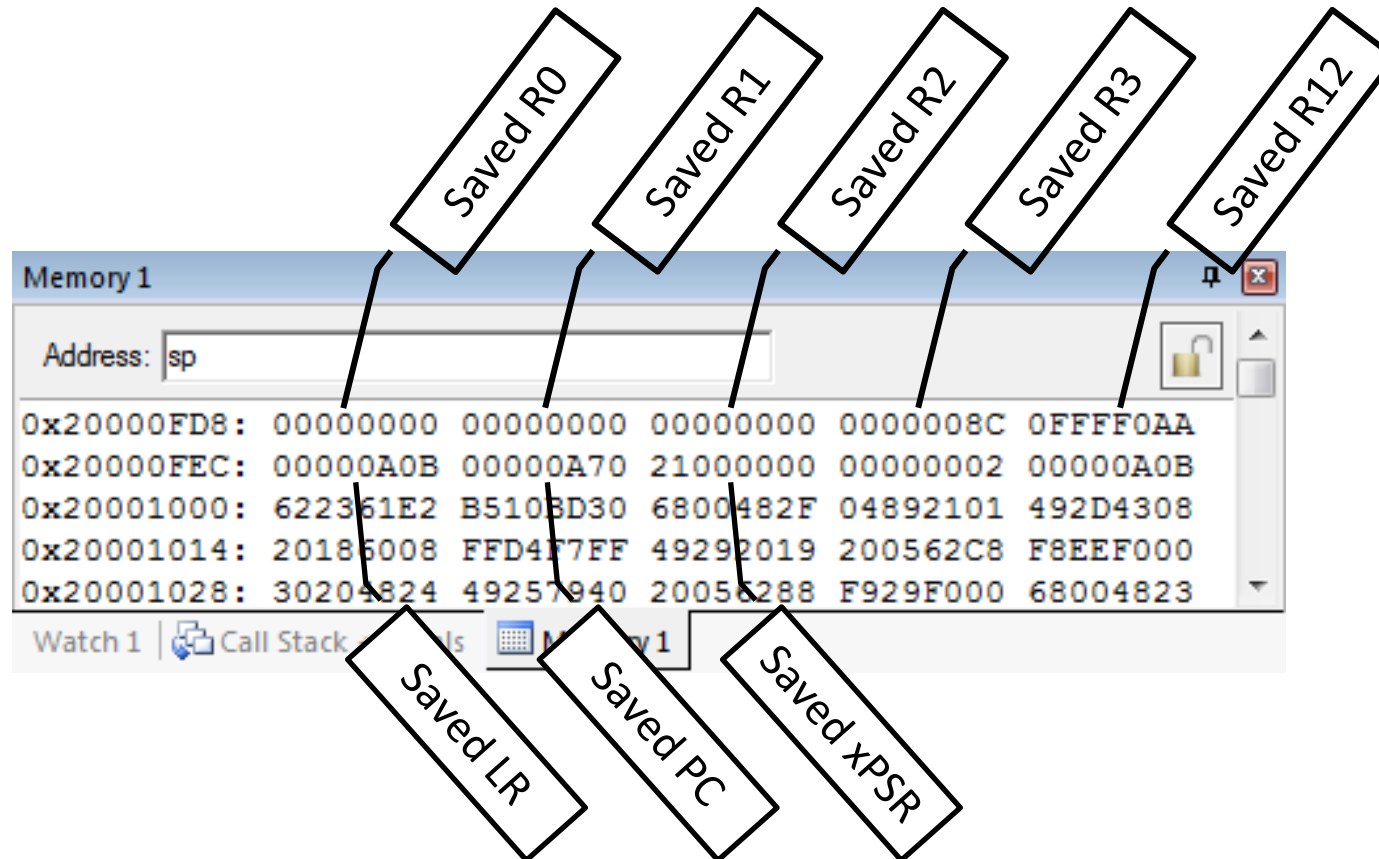 Saved R0
Saved R1
Saved R2
Saved R3
Saved R12
Memory 1
Address: sp
0x20000FD8: 00000000 00000000 00000000 0000008C 0FFFF0AA
0x20000FEC: 00000A0B 00000A70 21000000 00000002 00000A0B
0x20001000: 622361E2 B510BD30 6800482F 04892101 492D4308
0x20001014: 20186008 FFD4F7FF 49292019 200562C8 F8EEF000
0x20001028: 30204824 49257940 20056288 F929F000 68004823
Watch 1 Call Stack ls M y 1
Saved LR
Saved PC
Saved xPSR